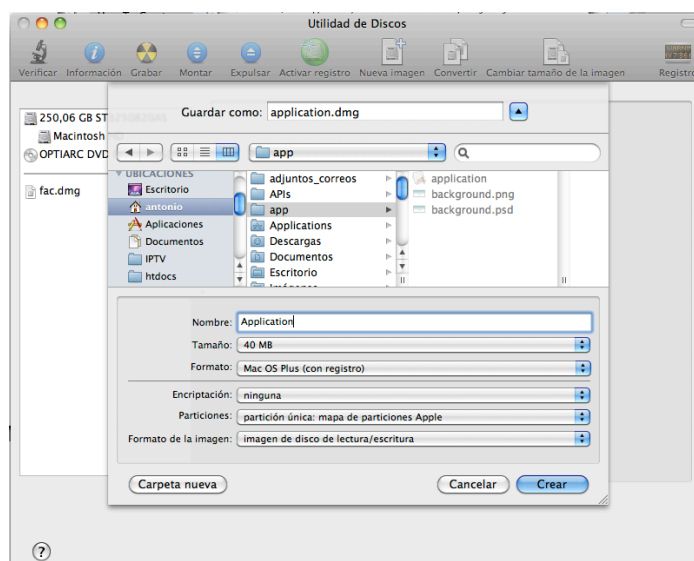 Utilidad de Discos
Verificar Información Grabar Montar Expulsar Activar registro Nueva imagen Convertir Cambiar tamaño de la imagen Registro
Guardar como: application.dmg
250,06 GB ST
Macintosh
OPTIARC DVD
fac.dmg
app
UBICACIONES
Escritorio
antonio
Aplicaciones
Documentos
IPTV
htdocs
adjuntos_correos
APIs
app
Applications
Descargas
Documentos
Escritorio
Imágenes
application
background.png
background.psd
Nombre: Application
Tamaño: 40 MB
Formato: Mac OS Plus (con registro)
Encriptación: ninguna
Particiones: partición única: mapa de particiones Apple
Formato de la imagen: imagen de disco de lectura/escritura
Carpeta nueva Cancelar Crear
?